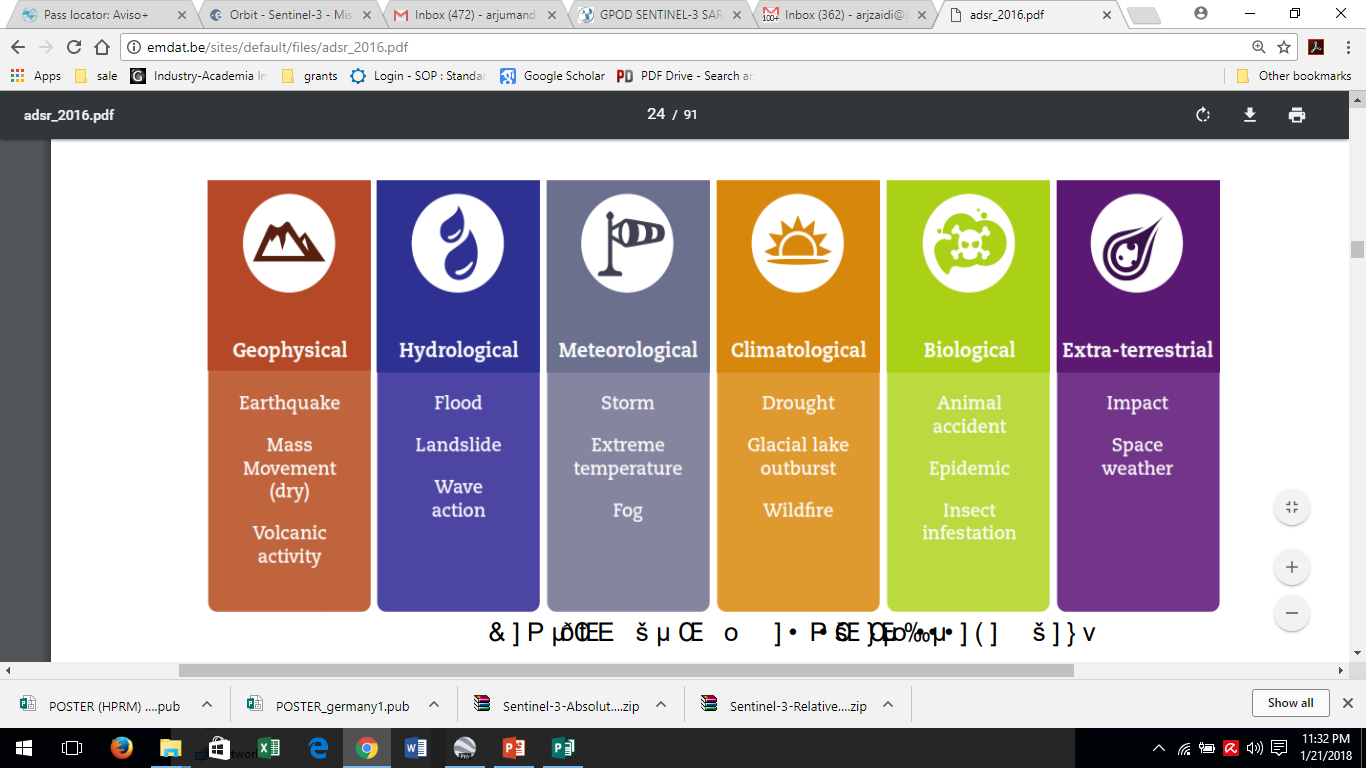 Pass locator: Aviso+
Orbit - Sentinel-3 - Mis
Inbox (472) - arjumand.
GPOD SENTINEL-3 SAR
Inbox (362) - arjzaidi@g
adsr_2016.pdf
emdat.be/sites/default/files/adsr_2016.pdf
Apps
sale
Industry-Academia In
grants
Login - SOP : Standar
Google Scholar
PDF Drive - Search an
Other bookmarks
adsr_2016.pdf
24 / 91
Geophysical
Earthquake
Mass
Movement
(dry)
Volcanic
activity
Hydrological
Flood
Landslide
Wave
action
Meteorological
Storm
Extreme
temperature
Fog
Climatological
Drought
Glacial lake
outburst
Wildfire
Biological
Animal
accident
Epidemic
Insect
infestation
Extra-terrestrial
Impact
Space
weather
POSTER (HPRM) ....pub
POSTER_germany1.pub
Sentinel-3-Absolut....zip
Sentinel-3-Relative....zip
Show all
11:32 PM
1/21/2018